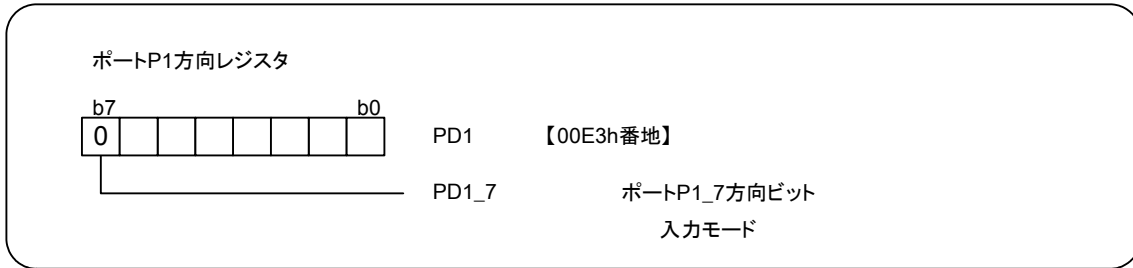 ポートP1方向レジスタ
b7 b0
0 PD1 【00E3h番地】
PD1_7 ポートP1_7方向ビット
入力モード